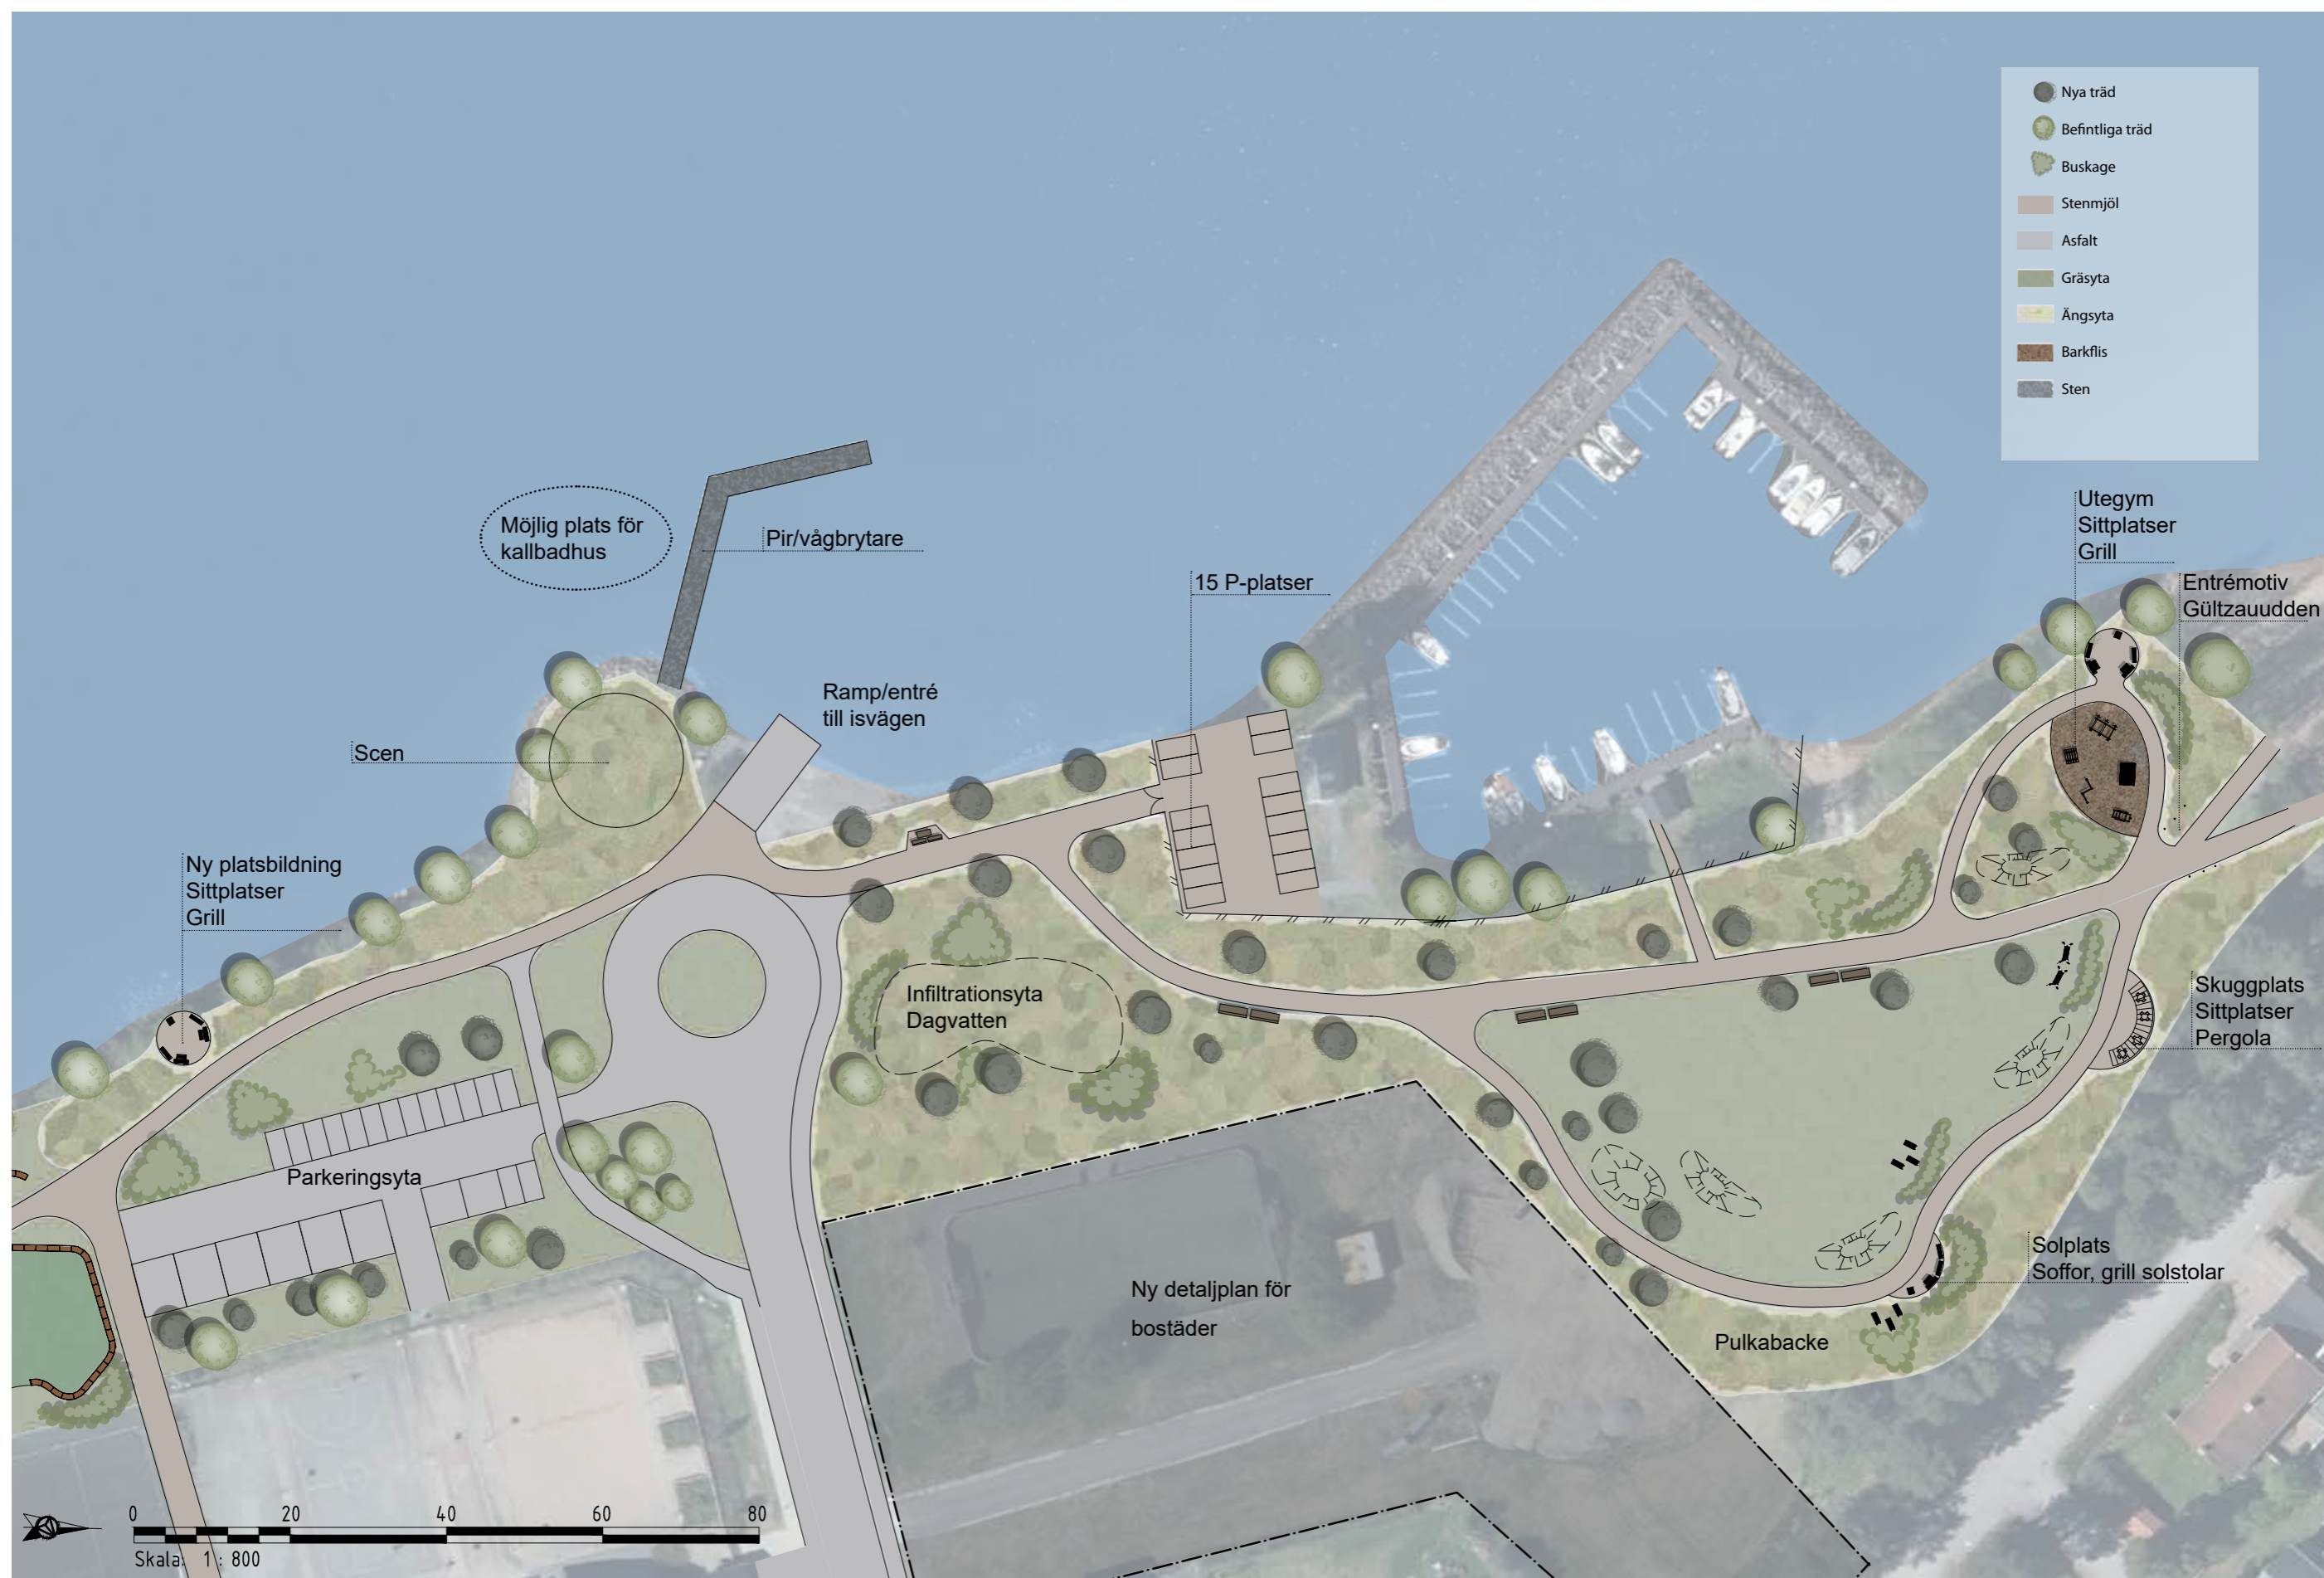 Nya träd
Befintliga träd
Buskage
Stenmjöl
Asfalt
Gräsyta
Ängsyta
Barkflis
Sten
Utegym
Sittplatser
Grill
Entrémotiv
Gültzauudden
Möjlig plats för
kallbadhus
Pir/vågbrytare
15 P-platser
Ramp/entré
till isvägen
Scen
Ny platsbildning
Sittplatser
Grill
Infiltrationsyta
Dagvatten
Skuggplats
Sittplatser
Pergola
Parkeringsyta
Ny detaljplan för
bostäder
Solplats
Soffor, grill solstolar
Pulkabacke
0 20 40 60 80
Skala: 1 : 800